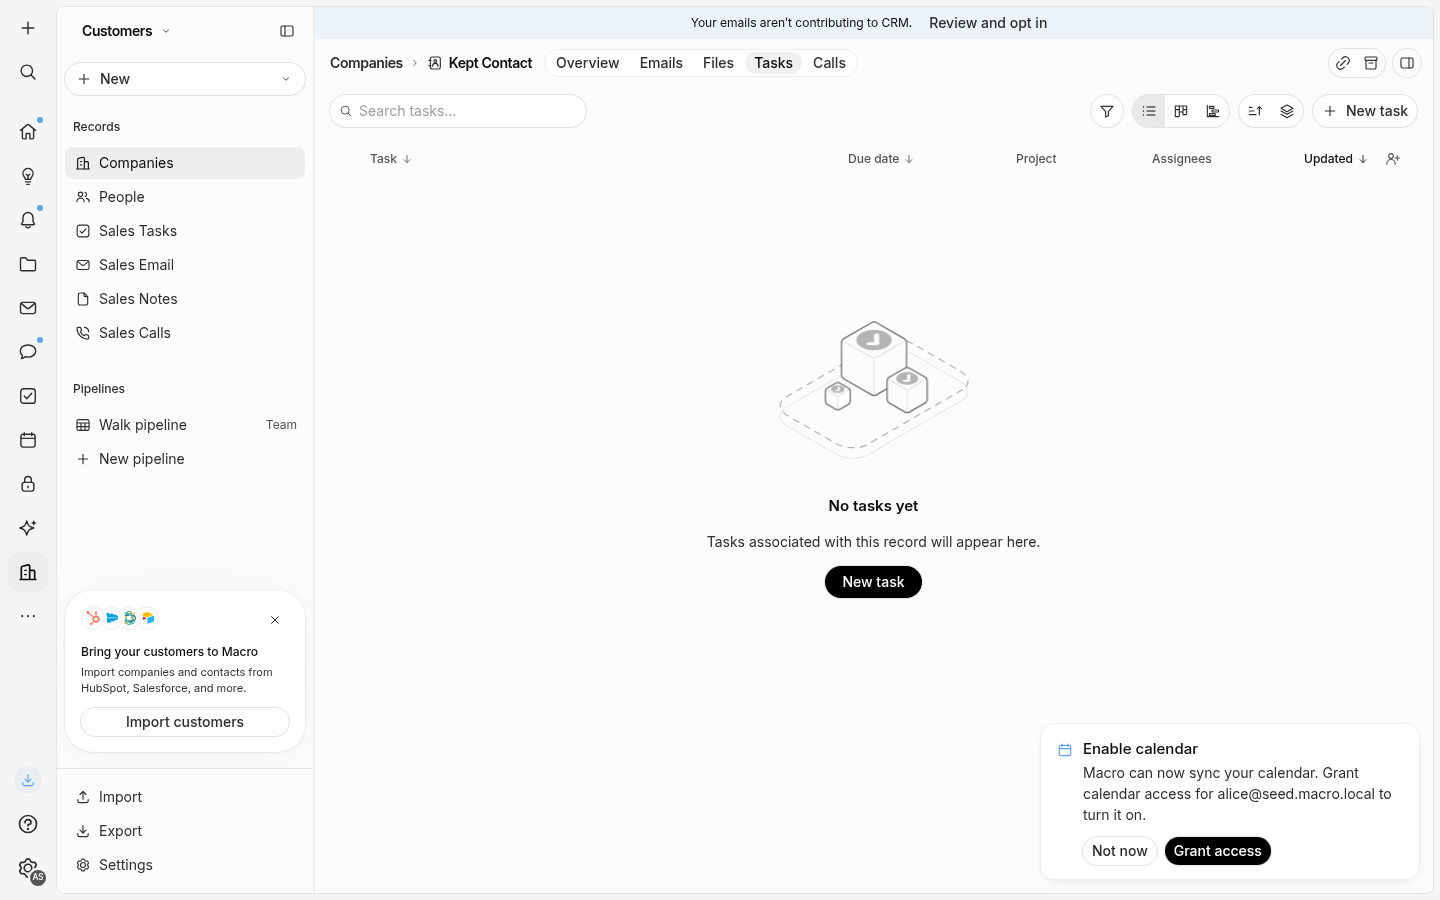 Your emails aren't contributing to CRM. Review and opt in
Customers
New
Records
Companies
People
Sales Tasks
Sales Email
Sales Notes
Sales Calls
Pipelines
Walk pipeline Team
New pipeline
Bring your customers to Macro
Import companies and contacts from
HubSpot, Salesforce, and more.
Import customers
Import
Export
Settings
AS
Companies Kept Contact Overview Emails Files Tasks Calls
Search tasks...
New task
Task Due date Project Assignees Updated
No tasks yet
Tasks associated with this record will appear here.
New task
Enable calendar
Macro can now sync your calendar. Grant
calendar access for alice@seed.macro.local to
turn it on.
Not now Grant access